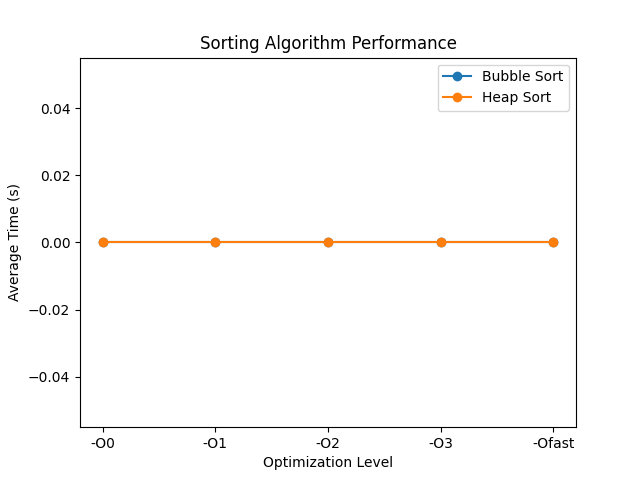 Sorting Algorithm Performance
Bubble Sort
Heap Sort
Average Time (s)
0.04
0.02
0.00
−0.02
−0.04
-O0 -O1 -O2 -O3 -Ofast
Optimization Level